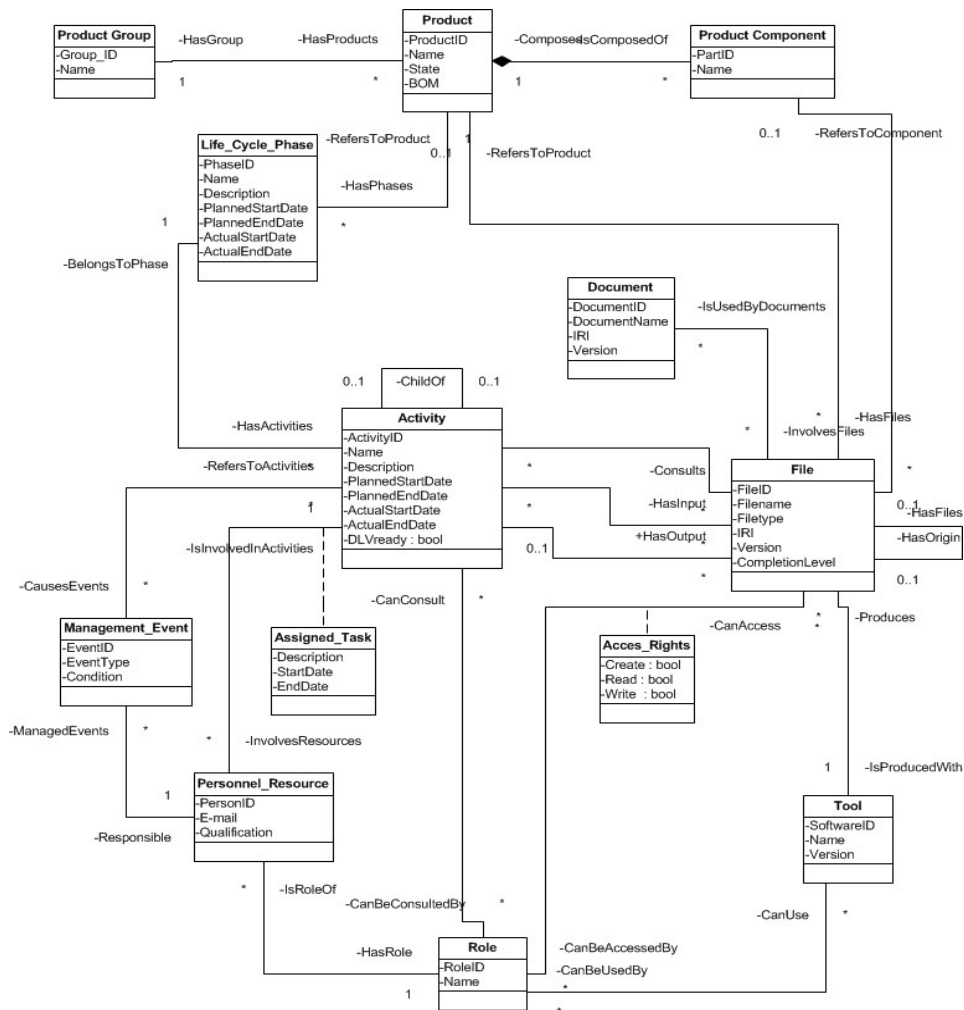 Product
Product Group
Product Component
-HasGroup
-HasProducts
-ProductID
-Composed
-IsComposedOf
-Group_ID
-Name
-Name
-State
-BOM
-PartID
-Name
1
*
1
*
-RefersToProduct
0..1
1
-RefersToProduct
0..1
-RefersToComponent
Life_Cycle_Phase
-PhaseID
-Name
-Description
-PlannedStartDate
-PlannedEndDate
-ActualStartDate
-ActualEndDate
-HasPhases
*
1
-BelongsToPhase
Document
-DocumentID
-DocumentName
-IRI
-Version
-IsUsedByDocuments
*
0..1
-ChildOf
0..1
Activity
-ActivityID
-Name
-Description
-PlannedStartDate
-PlannedEndDate
-ActualStartDate
-ActualEndDate
-DLVready : bool
-HasActivities
-RefersToActivities
*
*
1
*
-Consults
*
-HasInput
*
*
+HasOutput
0..1
*
*
-HasFiles
*
-InvolvesFiles
File
-FileID
-Filename
-Filetype
-IRI
-Version
-CompletionLevel
*
0..1
-HasFiles
-HasOrigin
0..1
-IsInvolvedInActivities
-CausesEvents
*
-CanConsult
*
-CanAccess
*
*
-Produces
Management_Event
-EventID
-EventType
-Condition
Assigned_Task
-Description
-StartDate
-EndDate
Acces_Rights
-Create : bool
-Read : bool
-Write : bool
-ManagedEvents
*
*
-InvolvesResources
1
-IsProducedWith
Personnel_Resource
-PersonID
-E-mail
-Qualification
1
-Responsible
Tool
-SoftwareID
-Name
-Version
*
-IsRoleOf
-CanBeConsultedBy
*
-CanUse
*
-HasRole
Role
-RoleID
-Name
-CanBeAccessedBy
-CanBeUsedBy
1
*
*